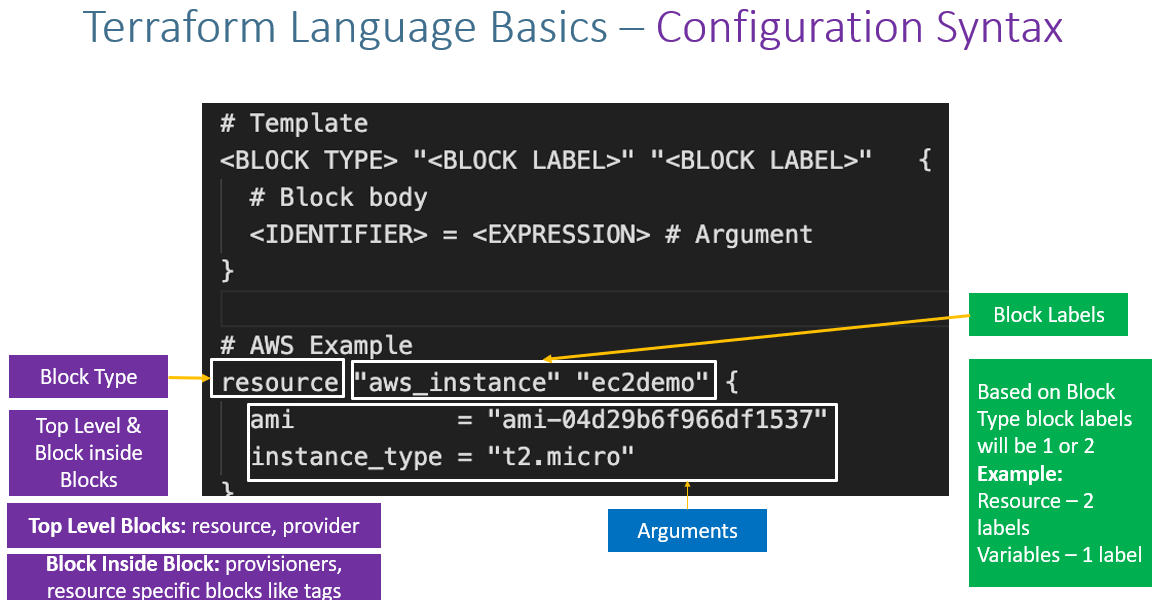 Terraform Language Basics – Configuration Syntax
# Template
<BLOCK TYPE> "<BLOCK LABEL>" "<BLOCK LABEL>" {
# Block body
<IDENTIFIER> = <EXPRESSION> # Argument
}
# AWS Example
resource "aws_instance" "ec2demo" {
ami = "ami-04d29b6f966df1537"
instance_type = "t2.micro"
}
Block Type
Top Level &
Block inside
Blocks
Top Level Blocks: resource, provider
Block Inside Block: provisioners,
resource specific blocks like tags
Arguments
Block Labels
Based on Block
Type block labels
will be 1 or 2
Example:
Resource – 2
labels
Variables – 1 label